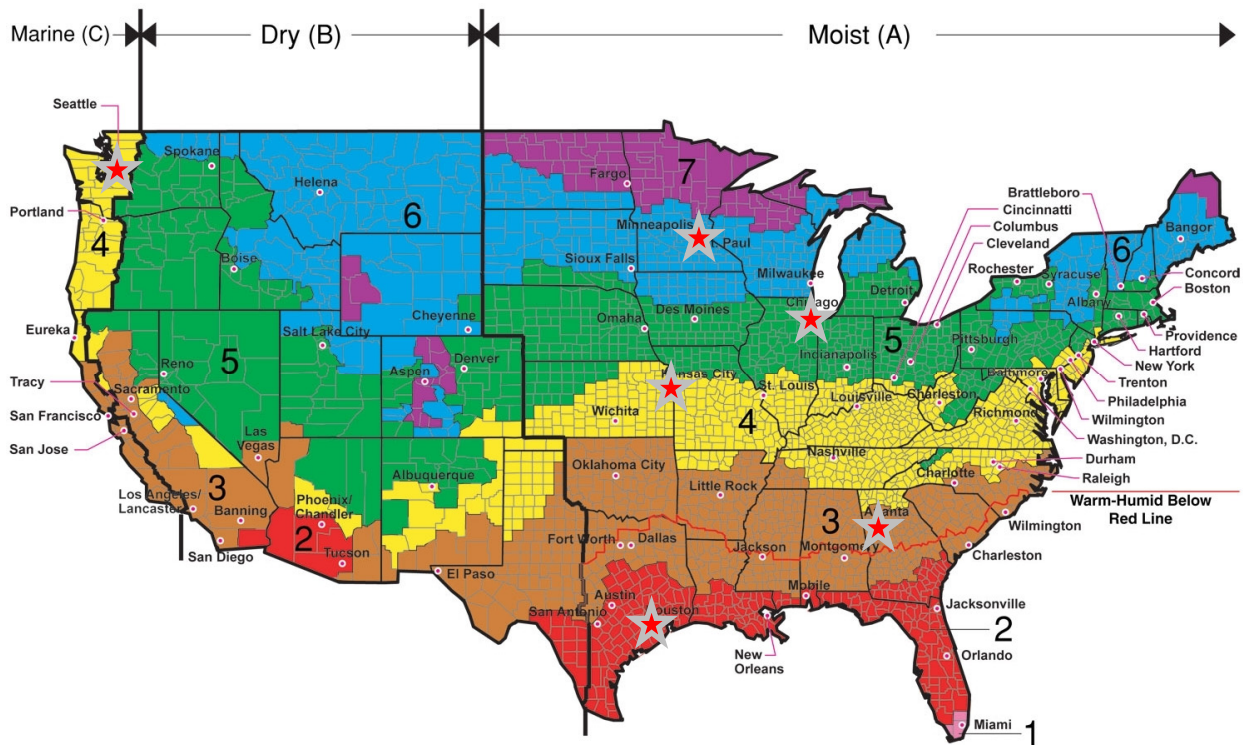 Marine (C)
Dry (B)
Moist (A)
Seattle
Spokane
Helena
6
Fargo
7
Portland
4
Boise
Minneapolis
St. Paul
Sioux Falls
Milwaukee
Brattleboro
Cincinnatti
Columbus
Cleveland
Rochester
Syracuse
6
Bangor
Albany
Concord
Boston
Detroit
Chicago
Des Moines
Omaha
Cheyenne
Salt Lake City
Eureka
Reno
5
Denver
Aspen
Indianapolis
5
Pittsburgh
Providence
Hartford
New York
Trenton
Philadelphia
Wilmington
Washington, D.C.
Baltimore
Tracy
Sacramento
San Francisco
San Jose
Kansas City
St. Louis
Louisville
Charleston
Richmond
Wichita
4
Las
Vegas
Albuquerque
Oklahoma City
Nashville
Charlotte
Durham
Raleigh
3
Los Angeles/
Lancaster
Banning
San Diego
Phoenix/
Chandler
2
Tucson
El Paso
Little Rock
3
Atlanta
Warm-Humid Below
Red Line
Wilmington
Charleston
Fort Worth
Dallas
Jackson
Montgomery
Mobile
Austin
San Antonio
Houston
New
Orleans
Jacksonville
2
Orlando
Miami
1